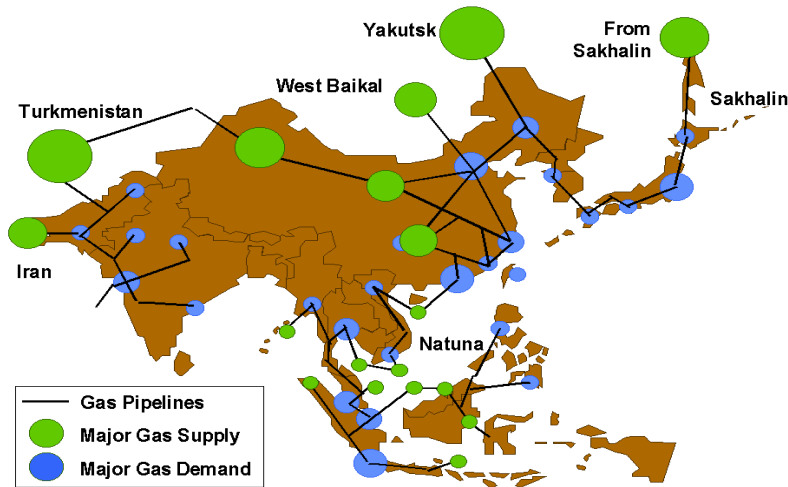 Yakutsk
From
Sakhalin
West Baikal
Sakhalin
Turkmenistan
Iran
Natuna
Gas Pipelines
Major Gas Supply
Major Gas Demand